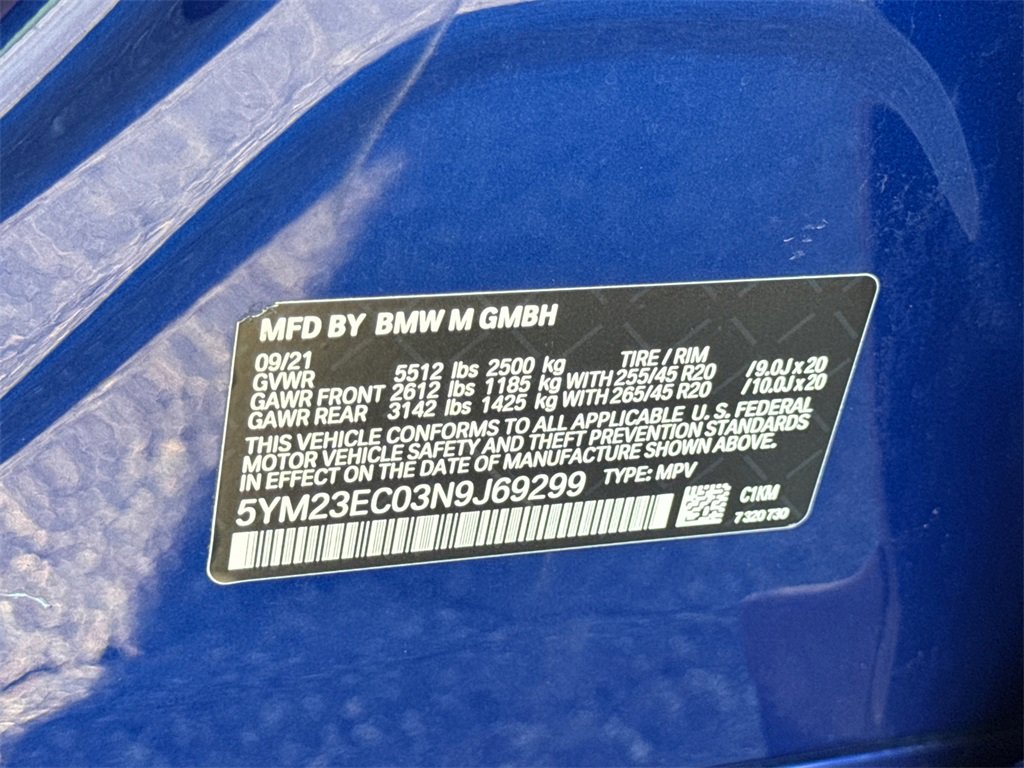 MFD BY BMW M GMBH
09/21 TIRE / RIM
GVWR 5512 lbs 2500 kg
GAWR FRONT 2612 lbs 1185 kg WITH 255/45 R20 /9.0J x 20
GAWR REAR 3142 lbs 1425 kg WITH 265/45 R20 /10.0J x 20
THIS VEHICLE CONFORMS TO ALL APPLICABLE U. S. FEDERAL
MOTOR VEHICLE SAFETY AND THEFT PREVENTION STANDARDS
IN EFFECT ON THE DATE OF MANUFACTURE SHOWN ABOVE.
5YM23EC03N9J69299 TYPE: MPV
C1KM
7 320 730